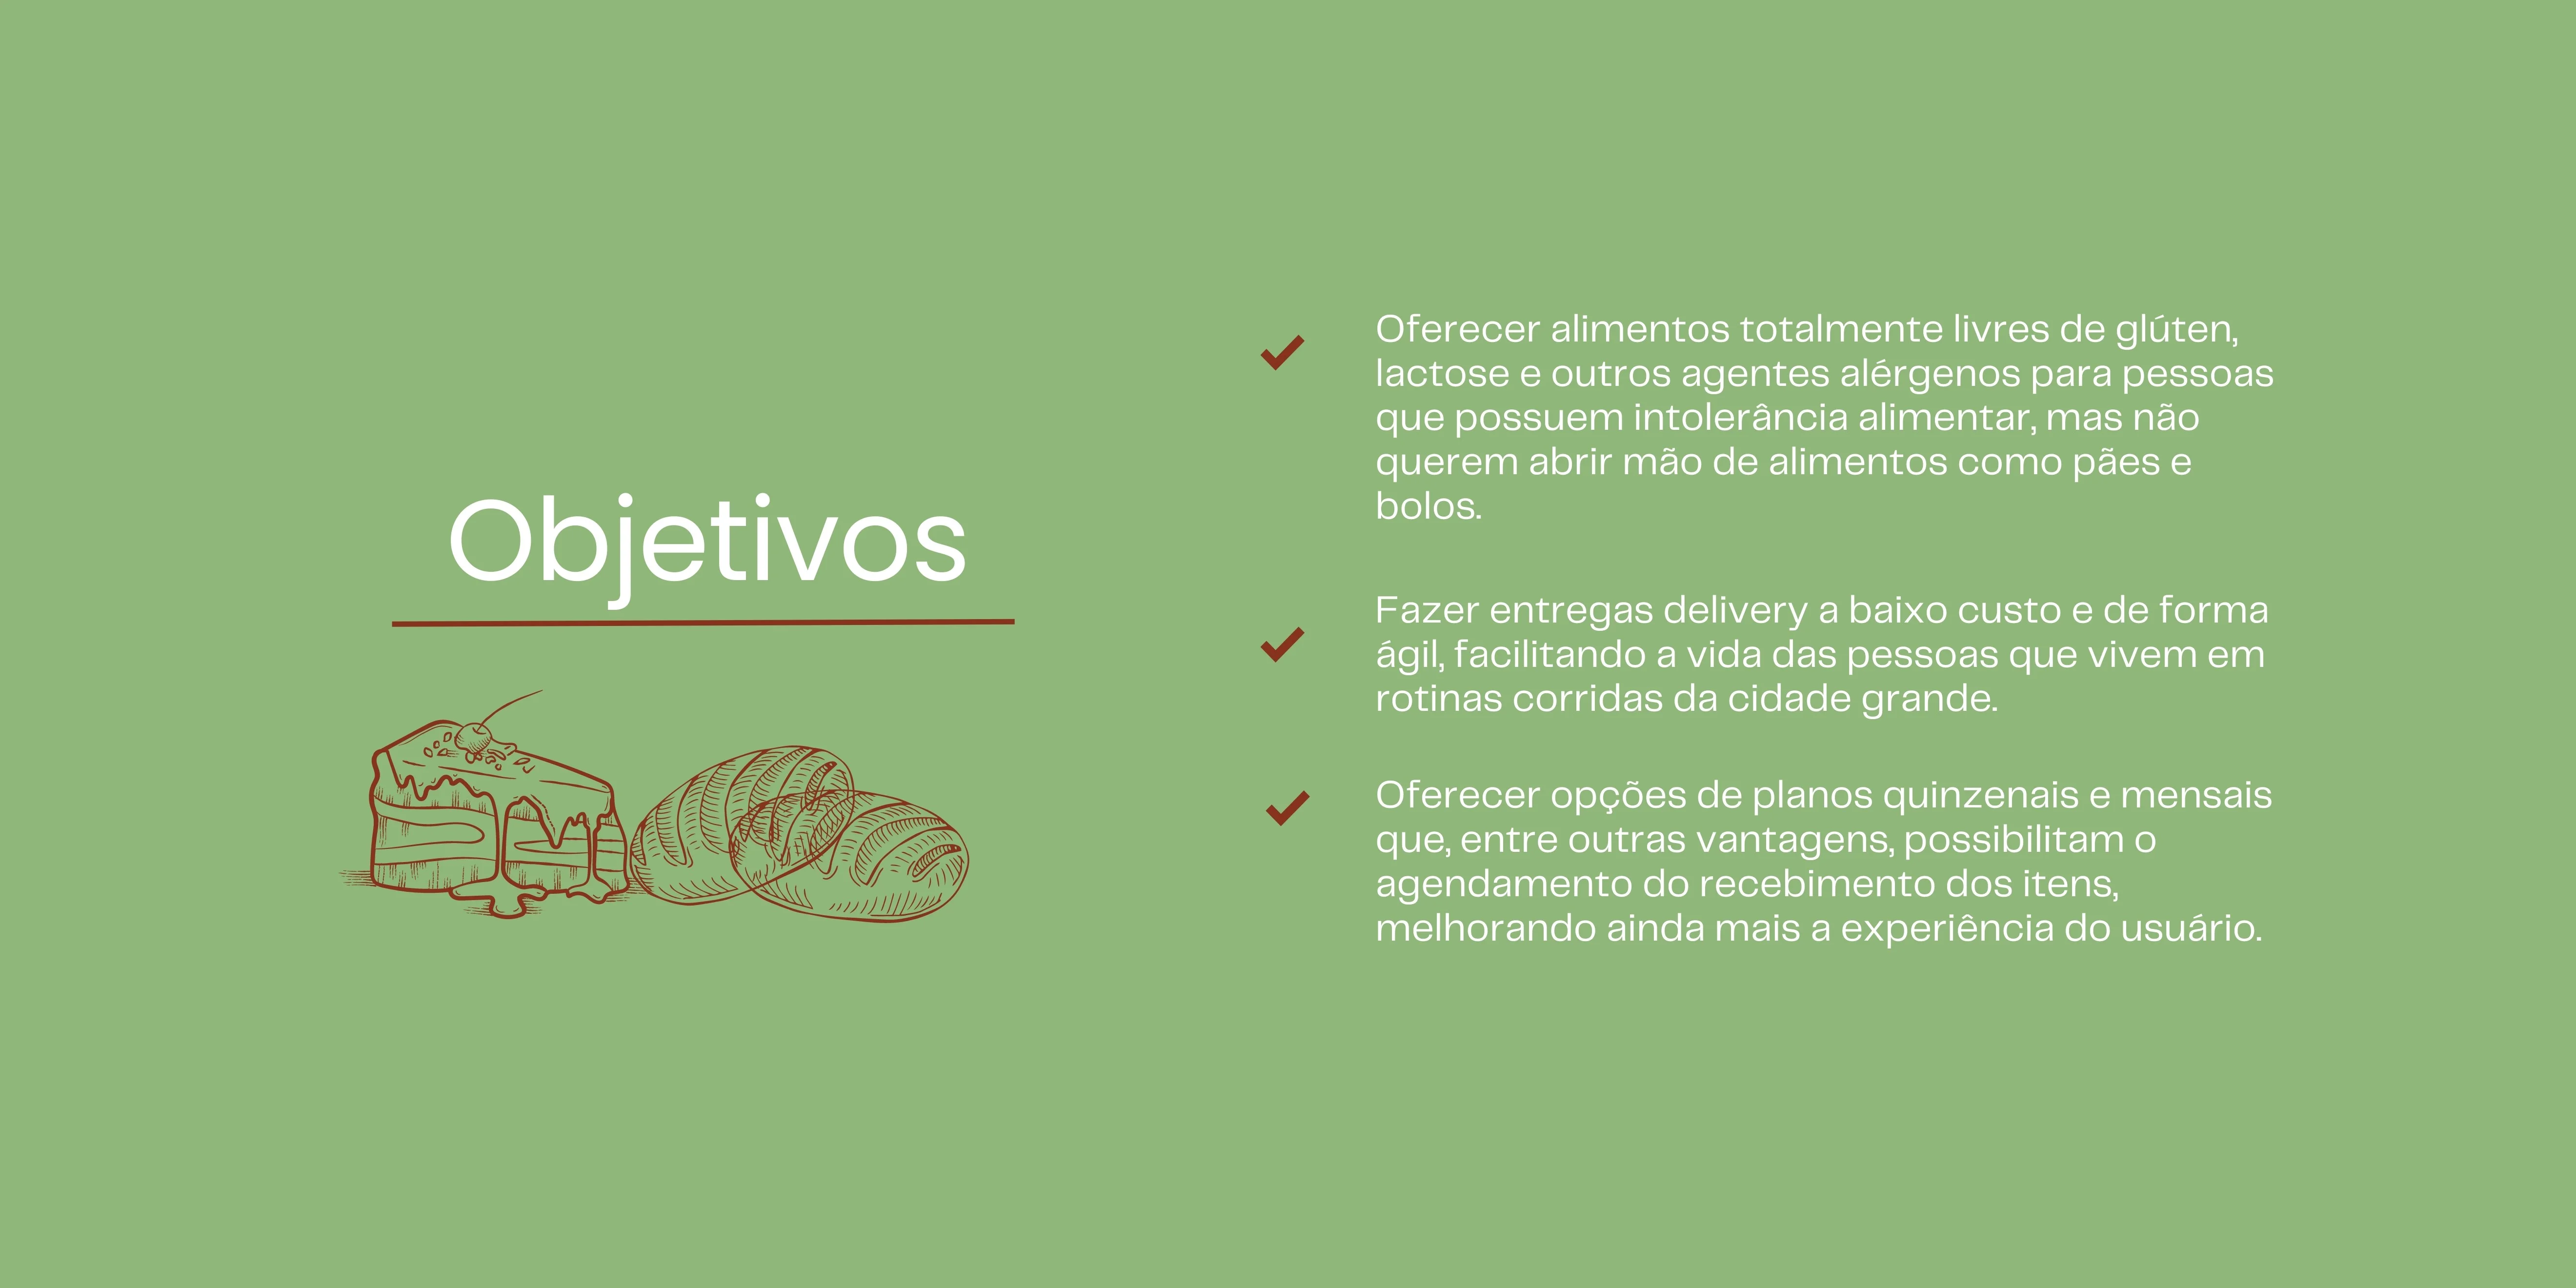 Objetivos
Oferecer alimentos totalmente livres de glúten,
lactose e outros agentes alérgenos para pessoas
que possuem intolerância alimentar, mas não
querem abrir mão de alimentos como pães e
bolos.
Fazer entregas delivery a baixo custo e de forma
ágil, facilitando a vida das pessoas que vivem em
rotinas corridas da cidade grande.
Oferecer opções de planos quinzenais e mensais
que, entre outras vantagens, possibilitam o
agendamento do recebimento dos itens,
melhorando ainda mais a experiência do usuário.